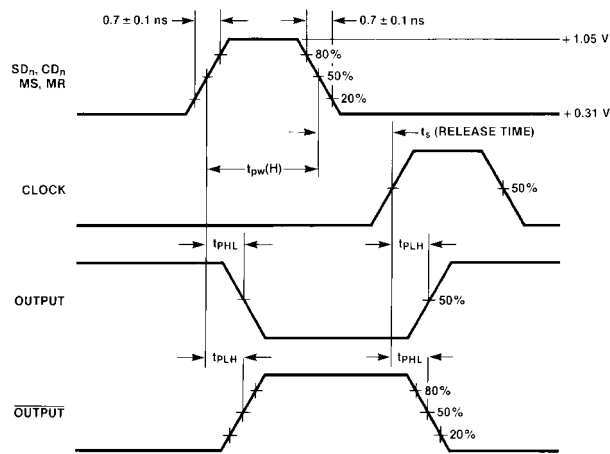 0.7 ± 0.1 ns
0.7 ± 0.1 ns
+ 1.05 V
SDn, CDn
MS, MR
80%
50%
20%
+ 0.31 V
ts (RELEASE TIME)
tpw(H)
CLOCK
50%
tPHL
tPLH
OUTPUT
50%
tPLH
tPHL
OUTPUT
80%
50%
20%